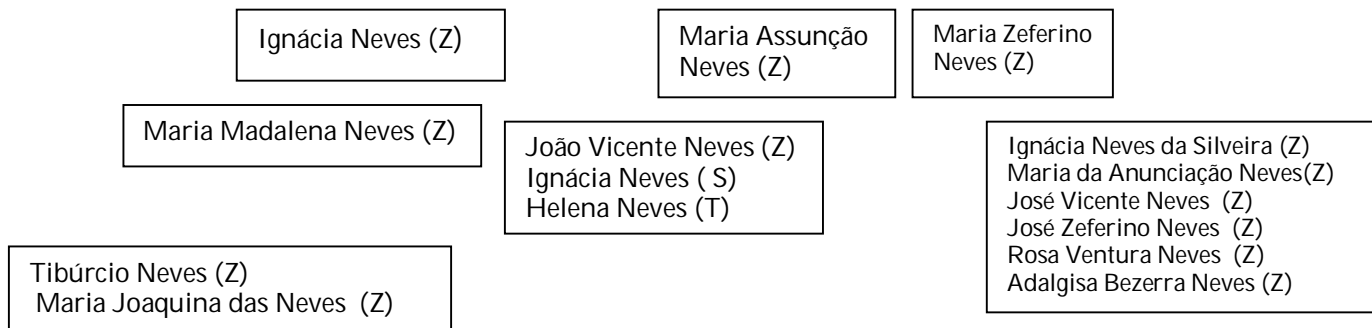 Ignácia Neves (Z)
Maria Assunção
Neves (Z)
Maria Zeferino
Neves (Z)
Maria Madalena Neves (Z)
João Vicente Neves (Z)
Ignácia Neves ( S)
Helena Neves (T)
Ignácia Neves da Silveira (Z)
Maria da Anunciação Neves(Z)
José Vicente Neves (Z)
José Zeferino Neves (Z)
Rosa Ventura Neves (Z)
Adalgisa Bezerra Neves (Z)
Tibúrcio Neves (Z)
Maria Joaquina das Neves (Z)